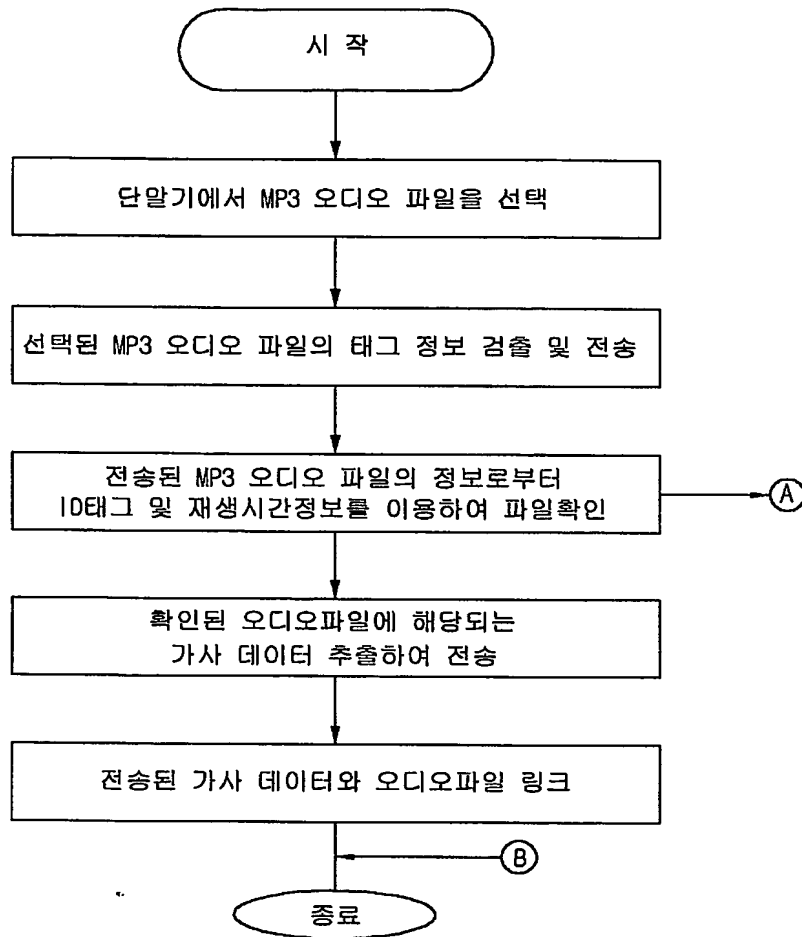 시 작
단말기에서 MP3 오디오 파일을 선택
선택된 MP3 오디오 파일의 태그 정보 검출 및 전송
전송된 MP3 오디오 파일의 정보로부터
ID태그 및 재생시간정보를 이용하여 파일확인
A
확인된 오디오파일에 해당되는
가사 데이터 추출하여 전송
전송된 가사 데이터와 오디오파일 링크
B
종료